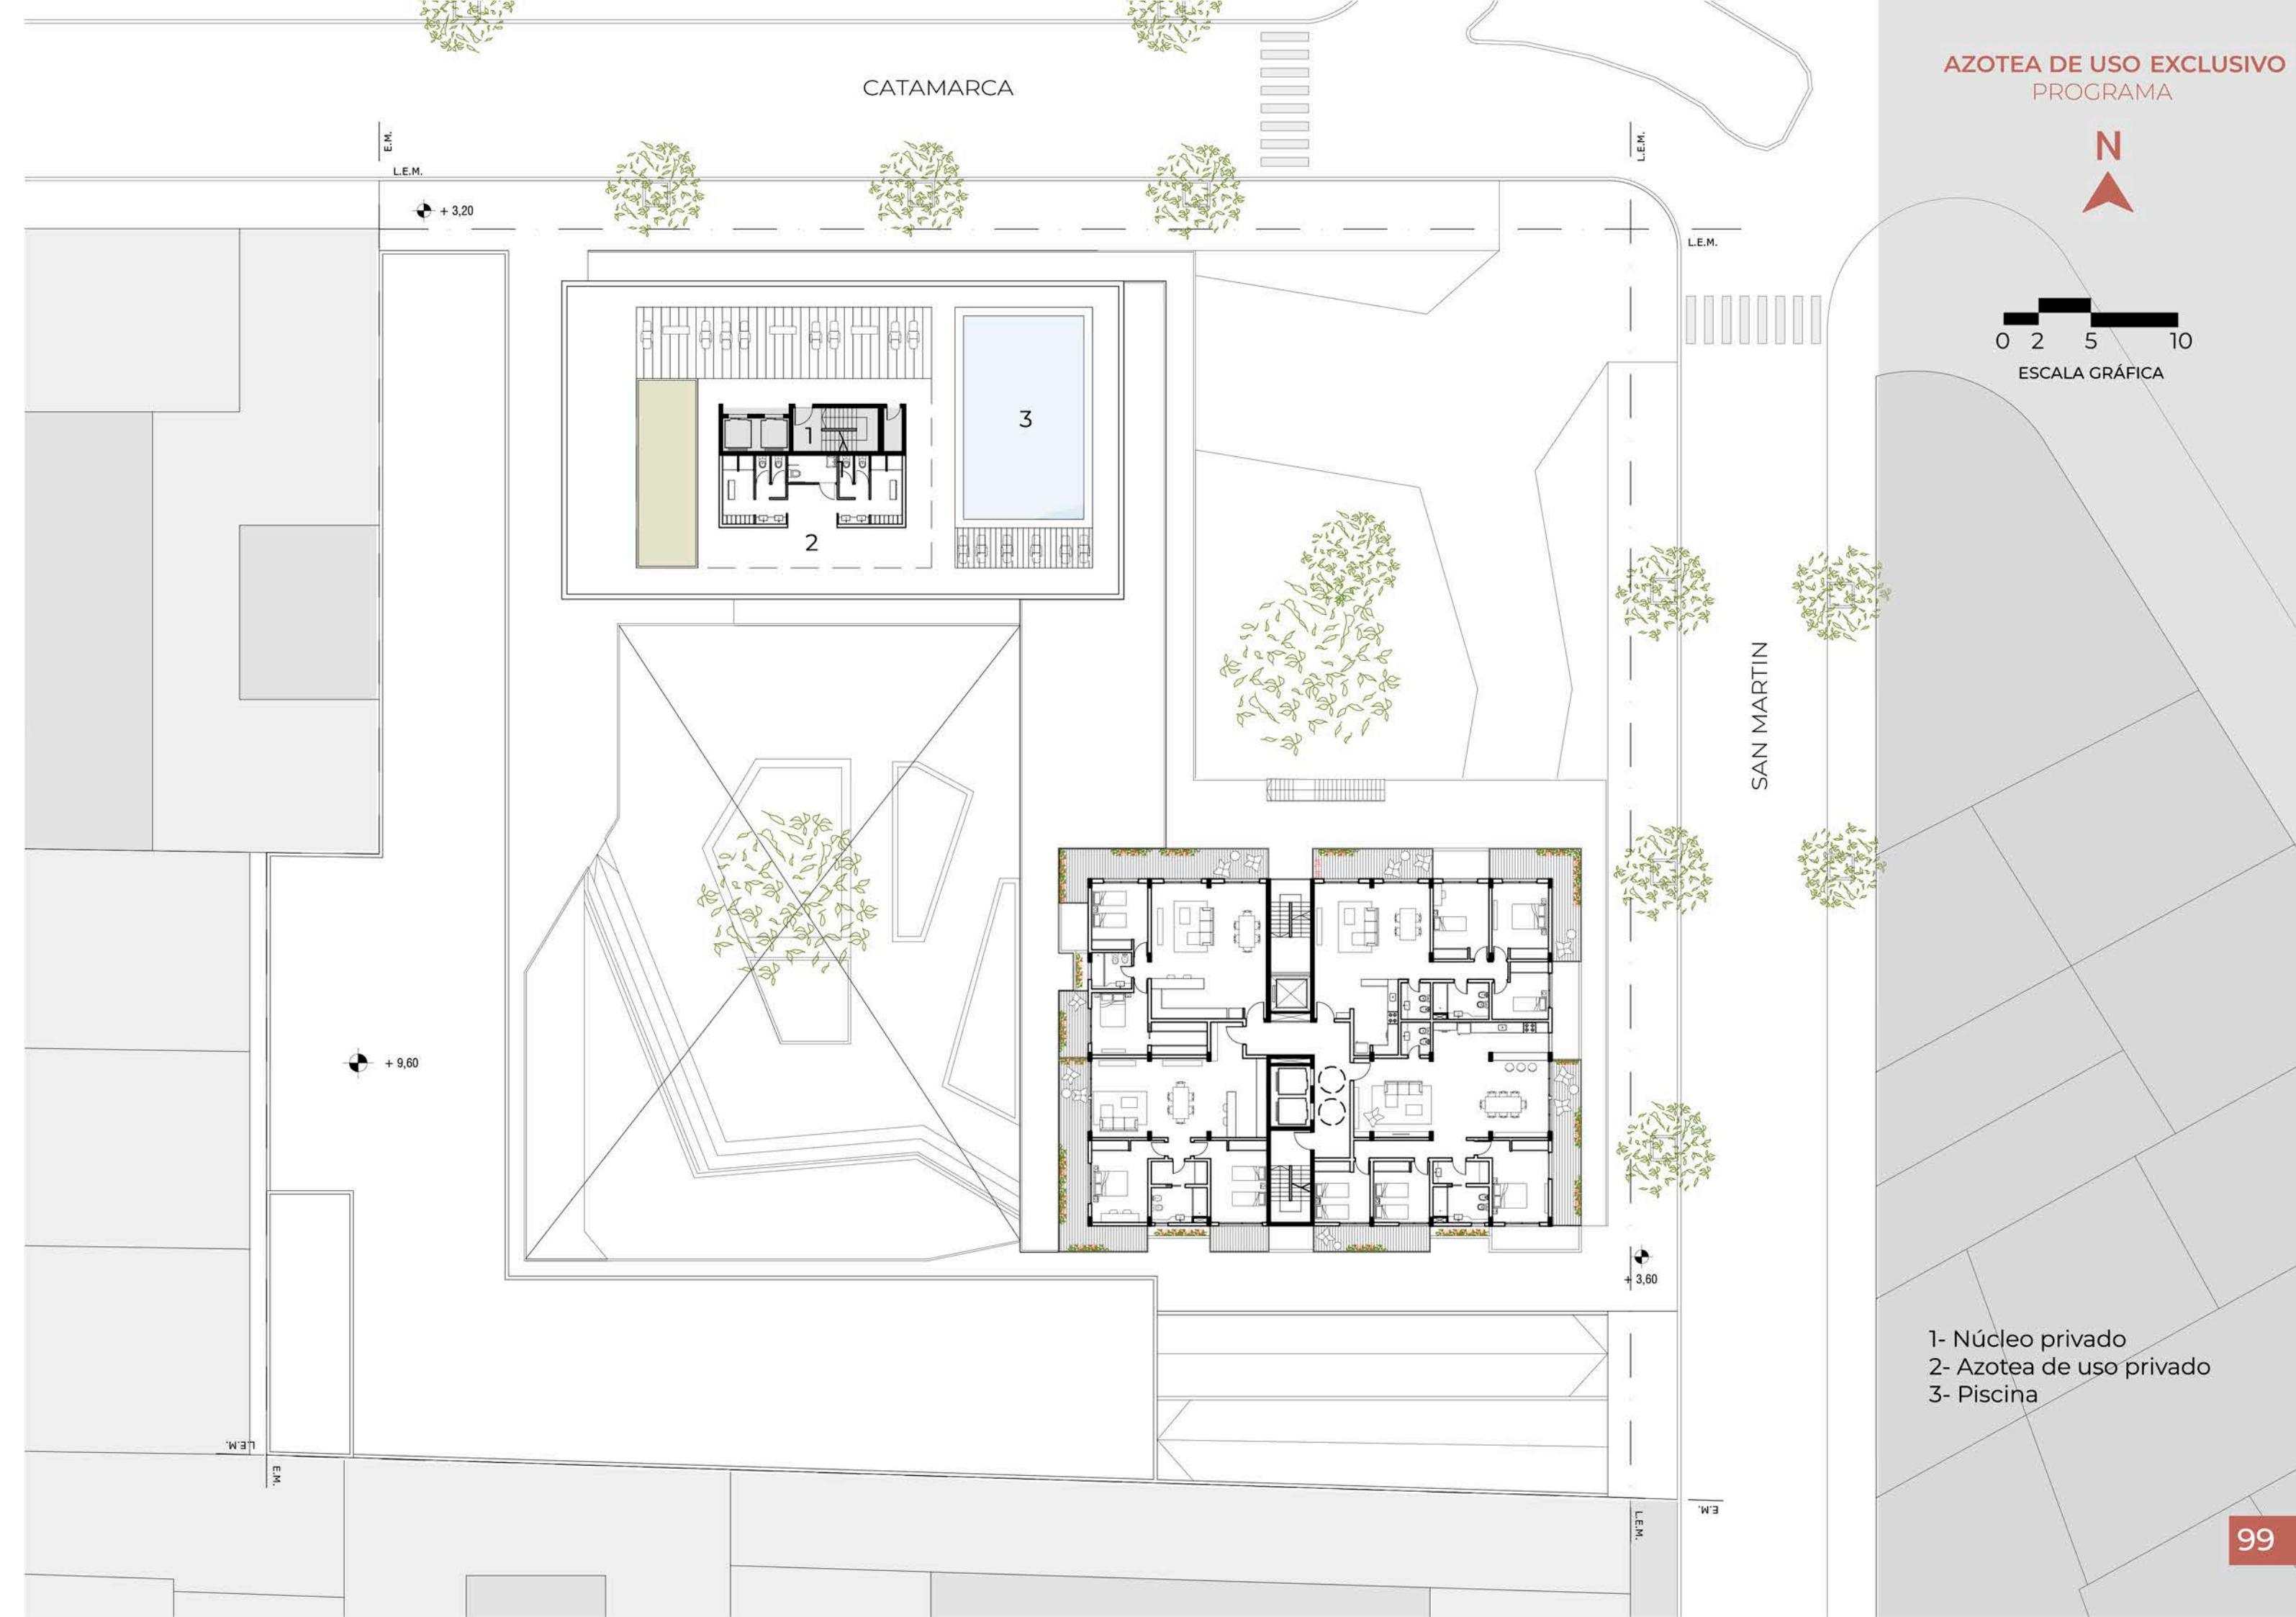 AZOTEA DE USO EXCLUSIVO
PROGRAMA
N
CATAMARCA
E.M.
L.E.M.
L.E.M.
+ 3,20
L.E.M.
0 2 5 10
ESCALA GRÁFICA
3
1
2
SAN MARTIN
+ 9,60
+ 3,60
1- Núcleo privado
2- Azotea de uso privado
3- Piscina
L.E.M.
E.M.
E.M.
L.E.M.
99